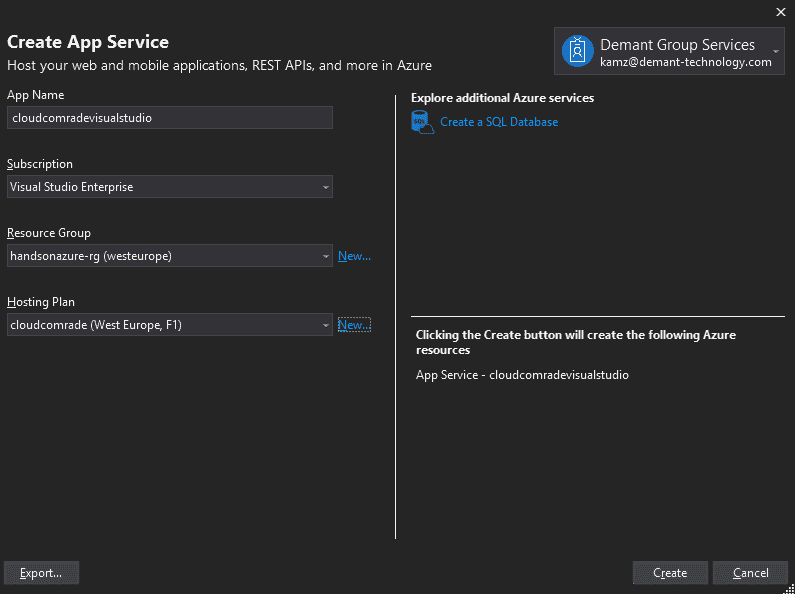 Create App Service
Host your web and mobile applications, REST APIs, and more in Azure
Demant Group Services
kamz@demant-technology.com
App Name
cloudcomradevisualstudio
Subscription
Visual Studio Enterprise
Resource Group
handsonazure-rg (westeurope)
New...
Hosting Plan
cloudcomrade (West Europe, F1)
New...
Explore additional Azure services
SQL
Create a SQL Database
Clicking the Create button will create the following Azure
resources
App Service - cloudcomradevisualstudio
Export...
Create
Cancel